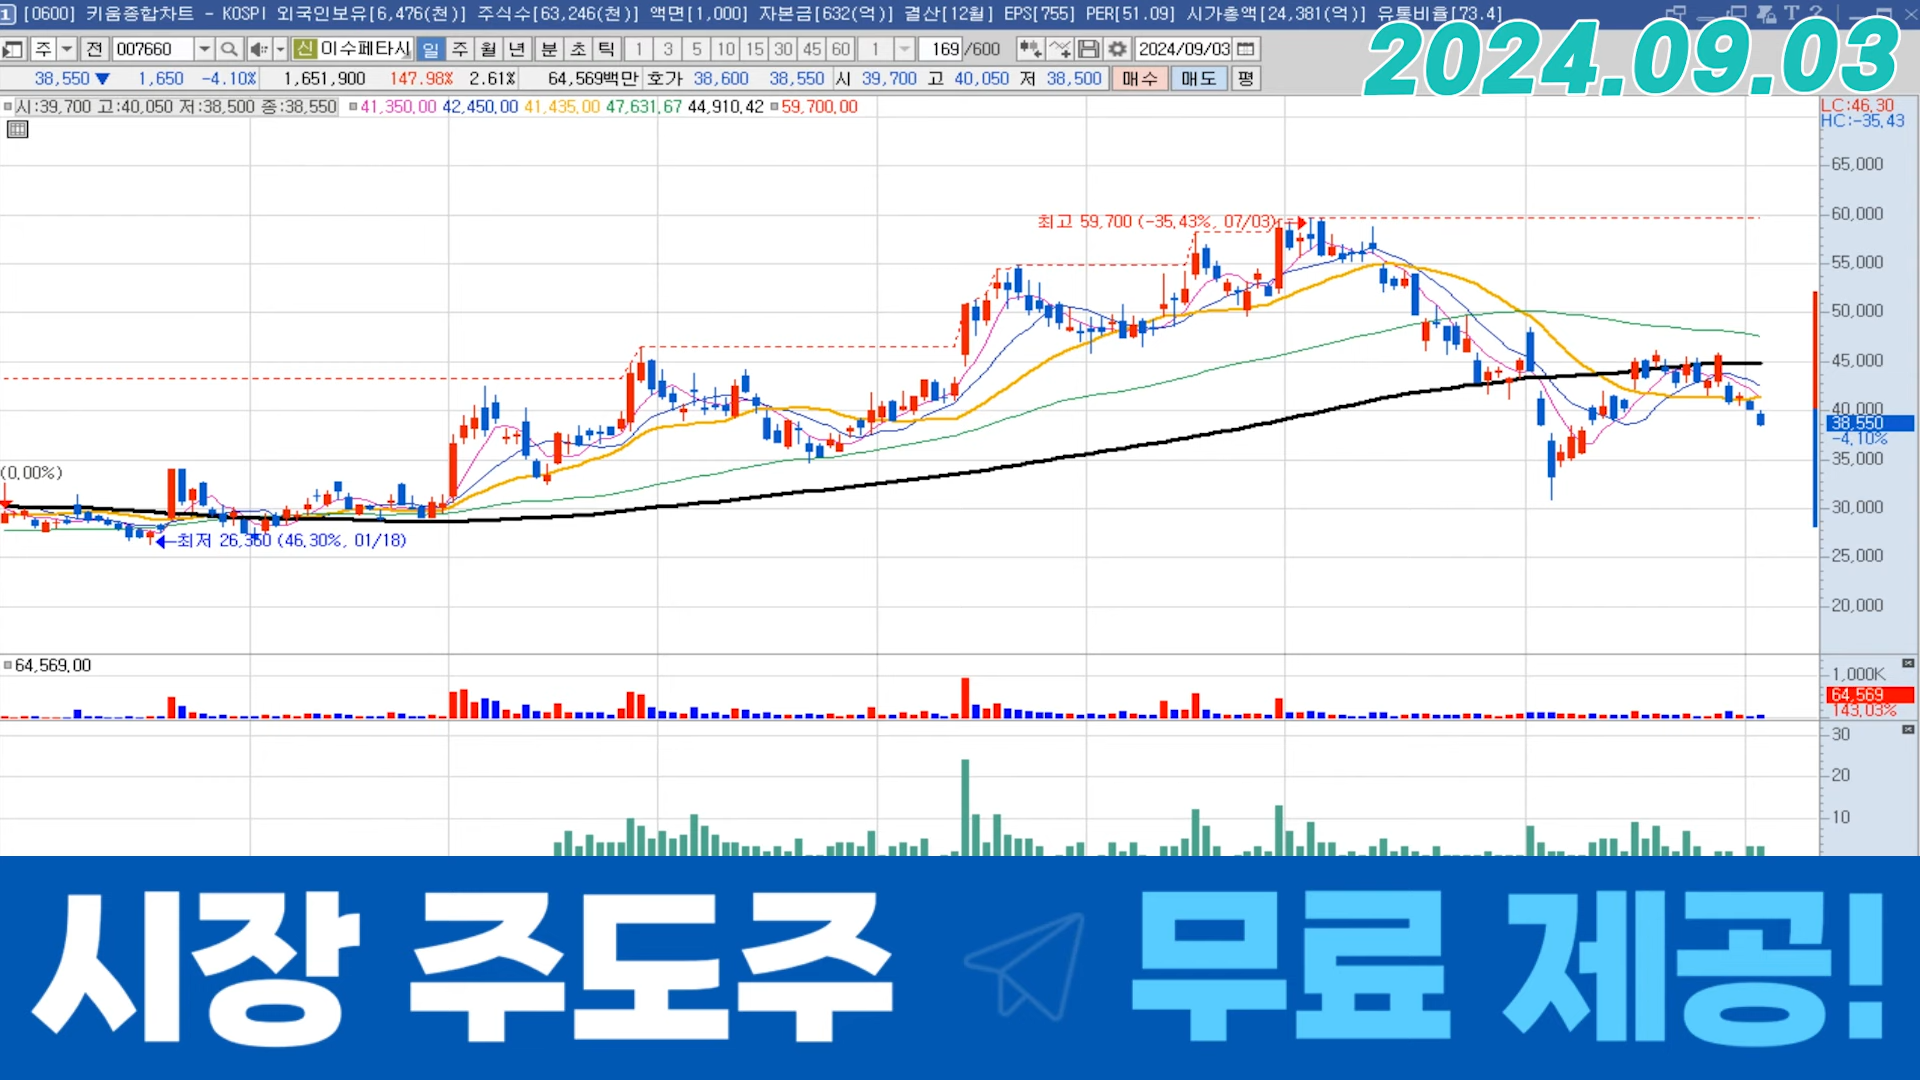 [0600] 키움종합차트 - KOSPI 외국인보유[6,476(천)] 주식수[63,246(천)] 액면[1,000] 자본금[632(억)] 결산[12월] EPS[755] PER[51.09] 시가총액[24,381(억)] 유통비율[73.4]
2024.09.03
주 전 007660 신 이수페타시 일 주 월 년 분 초 틱 1 3 5 10 15 30 45 60 1 169/600 2024/09/03
38,550 ▼ 1,650 -4.10% 1,651,900 147.98% 2.61% 64,569백만 호가 38,600 38,550 시 39,700 고 40,050 저 38,500 매수 매도 평
시:39,700 고:40,050 저:38,500 종:38,550 41,350,00 42,450,00 41,435,00 47,631,67 44,910,42 59,700,00
LC:46,30
HC:-35,43
65,000
최고 59,700 (-35,43%, 07/03)
60,000
55,000
50,000
45,000
40,000
38,550
-4,10%
35,000
(0,00%)
30,000
최저 26,350 (46,30%, 01/18)
25,000
20,000
64,569,00
1,000K
64,569
143,03%
30
20
10
시장 주도주 무료 제공!